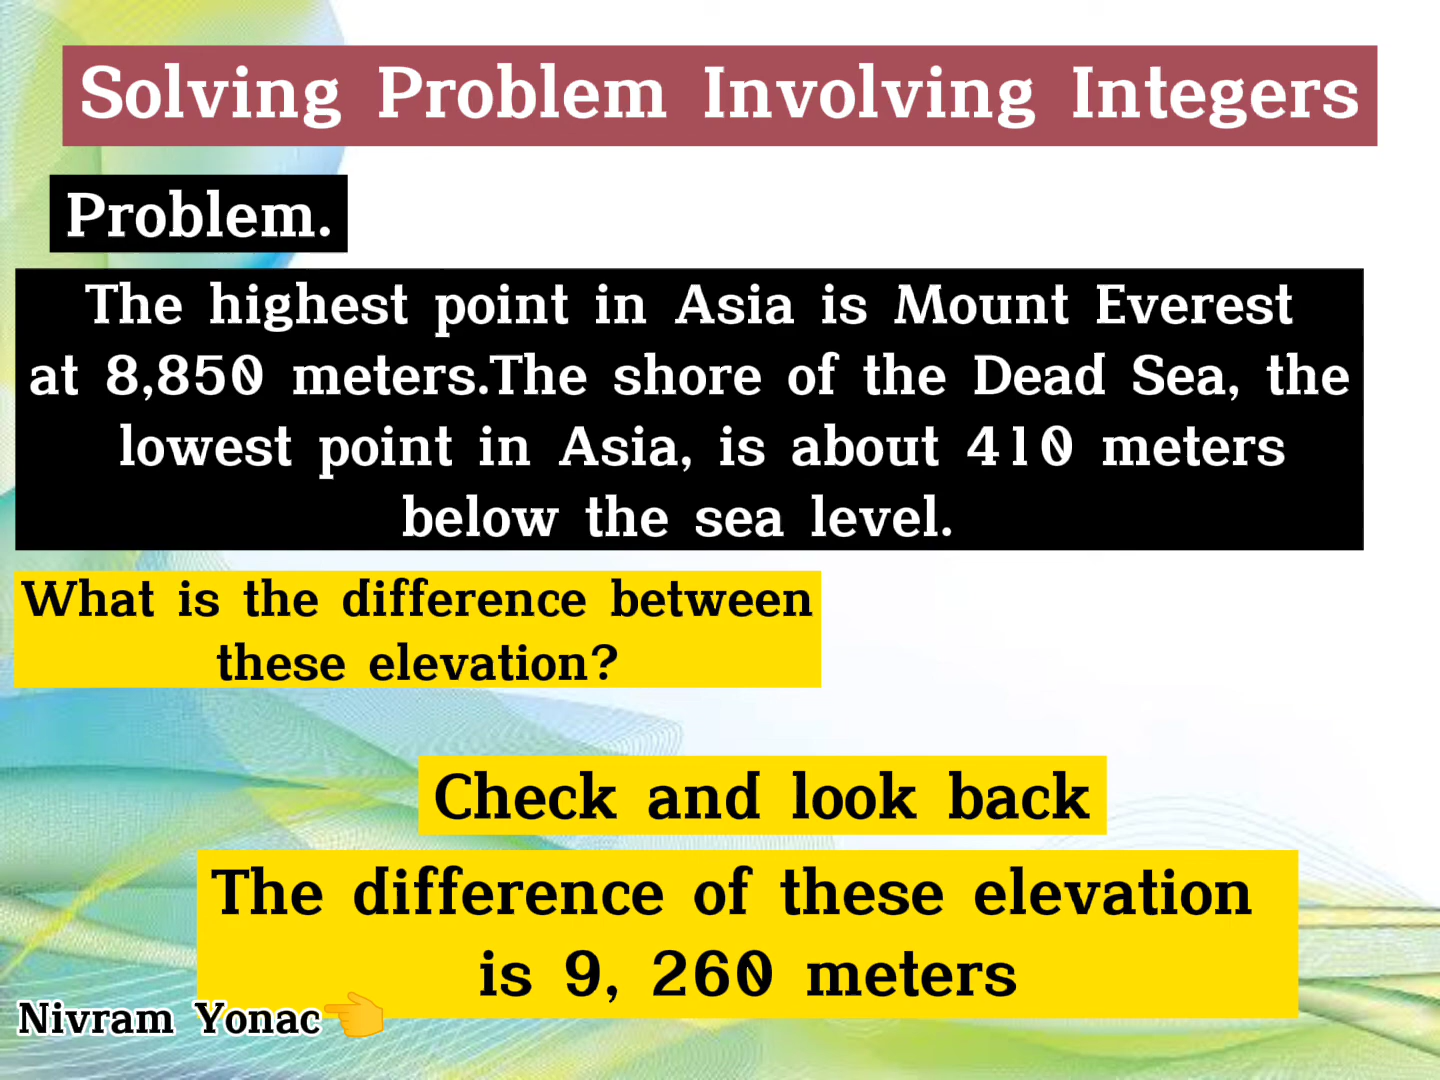 Solving Problem Involving Integers
Problem.
The highest point in Asia is Mount Everest
at 8,850 meters.The shore of the Dead Sea, the
lowest point in Asia, is about 410 meters
below the sea level.
What is the difference between
these elevation?
Check and look back
The difference of these elevation
is 9, 260 meters
Nivram Yonac